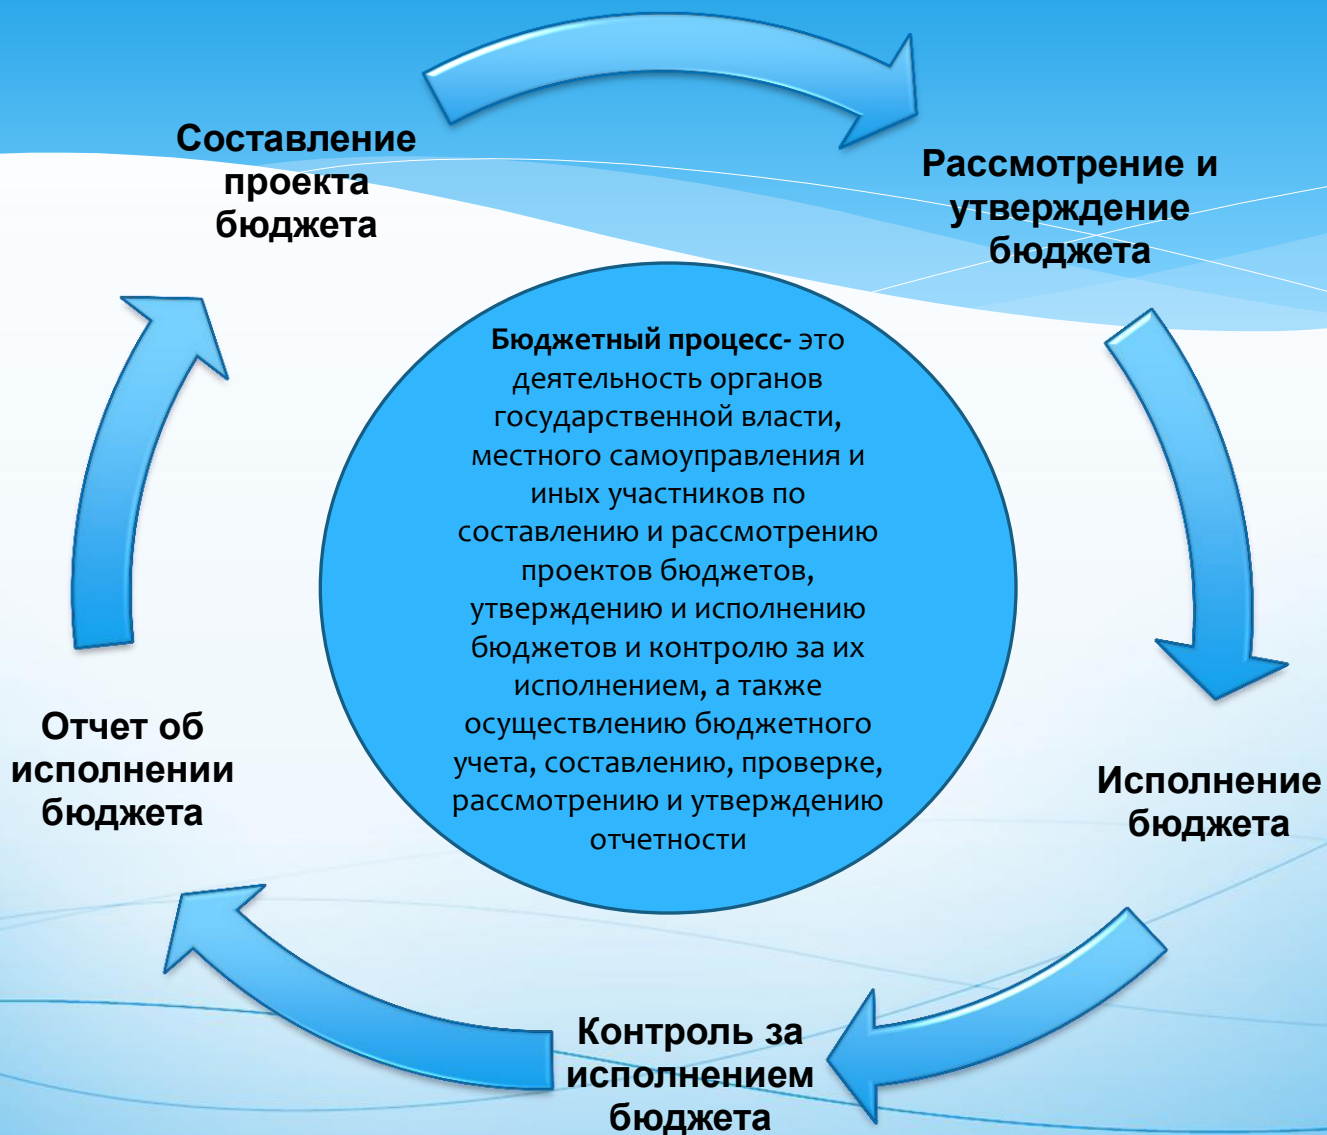 Составление
проекта
бюджета
Рассмотрение и
утверждение
бюджета
Бюджетный процесс- это
деятельность органов
государственной власти,
местного самоуправления и
иных участников по
составлению и рассмотрению
проектов бюджетов,
утверждению и исполнению
бюджетов и контролю за их
исполнением, а также
осуществлению бюджетного
учета, составлению, проверке,
рассмотрению и утверждению
отчетности
Исполнение
бюджета
Контроль за
исполнением
бюджета
Отчет об
исполнении
бюджета